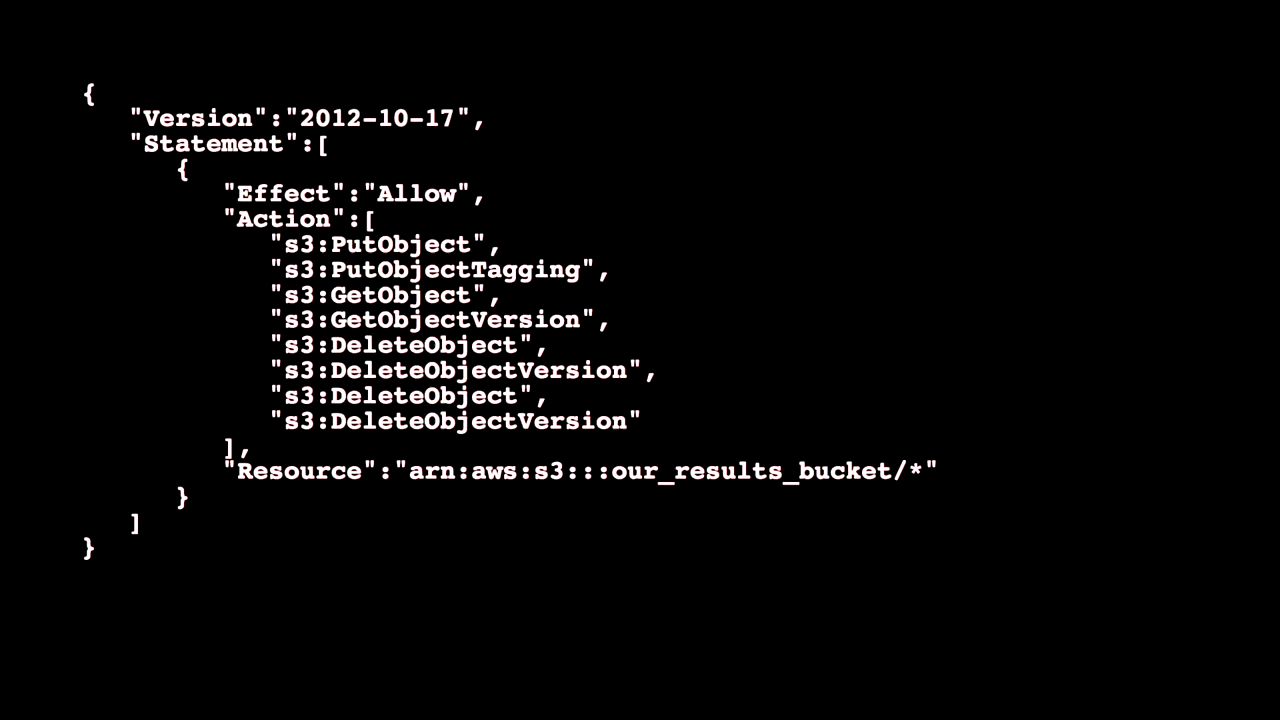 {
   "Version":"2012-10-17",
   "Statement":[
      {
         "Effect":"Allow",
         "Action":[
            "s3:PutObject",
            "s3:PutObjectTagging",
            "s3:GetObject",
            "s3:GetObjectVersion",
            "s3:DeleteObject",
            "s3:DeleteObjectVersion",
            "s3:DeleteObject",
            "s3:DeleteObjectVersion"
         ],
         "Resource":"arn:aws:s3:::our_results_bucket/*"
      }
   ]
}